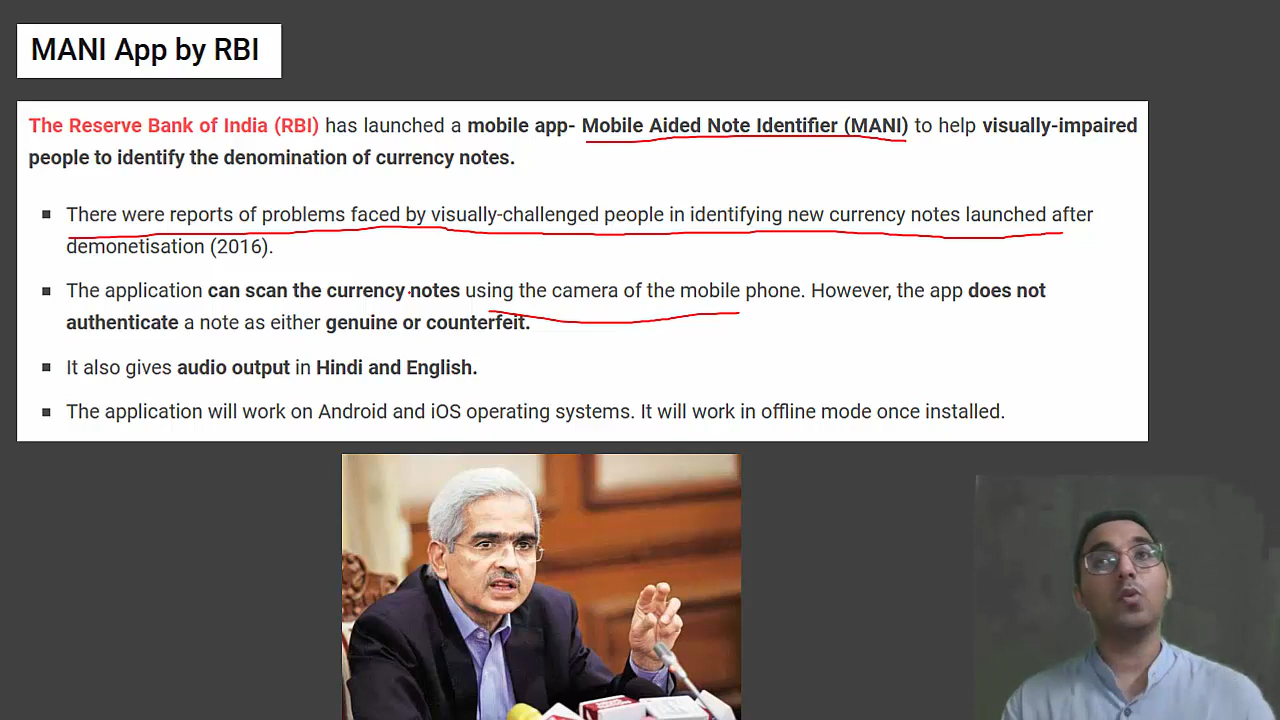 MANI App by RBI
The Reserve Bank of India (RBI) has launched a mobile app- Mobile Aided Note Identifier (MANI) to help visually-impaired
people to identify the denomination of currency notes.
There were reports of problems faced by visually-challenged people in identifying new currency notes launched after
demonetisation (2016).
The application can scan the currency notes using the camera of the mobile phone. However, the app does not
authenticate a note as either genuine or counterfeit.
It also gives audio output in Hindi and English.
The application will work on Android and iOS operating systems. It will work in offline mode once installed.